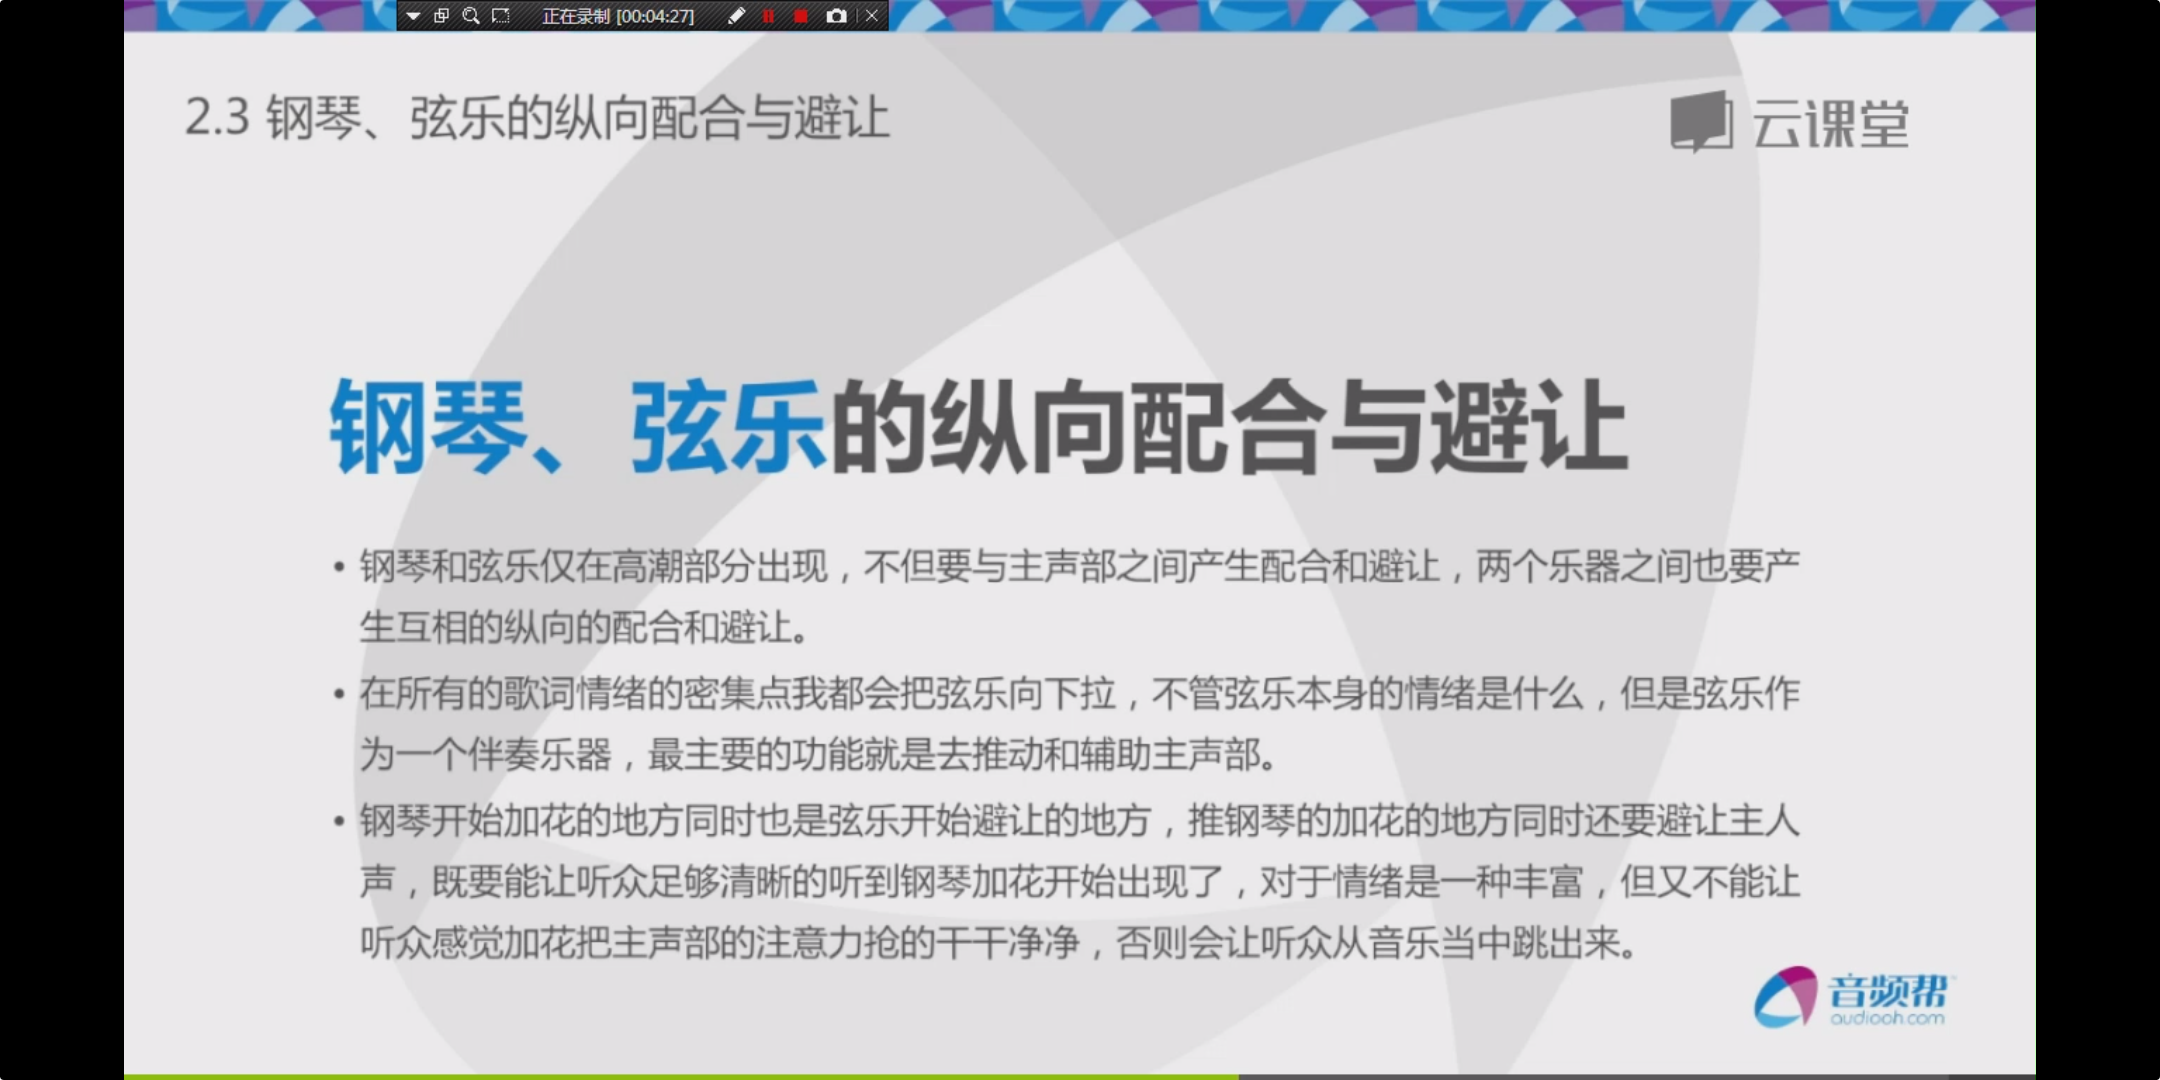 正在录制 [00:04:27]
2.3 钢琴、弦乐的纵向配合与避让
云课堂
钢琴、弦乐的纵向配合与避让
• 钢琴和弦乐仅在高潮部分出现，不但要与主声部之间产生配合和避让，两个乐器之间也要产
生互相的纵向的配合和避让。
• 在所有的歌词情绪的密集点我都会把弦乐向下拉，不管弦乐本身的情绪是什么，但是弦乐作
为一个伴奏乐器，最主要的功能就是去推动和辅助主声部。
• 钢琴开始加花的地方同时也是弦乐开始避让的地方，推钢琴的加花的地方同时还要避让主人
声，既要能让听众足够清晰的听到钢琴加花开始出现了，对于情绪是一种丰富，但又不能让
听众感觉加花把主声部的注意力抢的干干净净，否则会让听众从音乐当中跳出来。
音频帮
audiooh.com